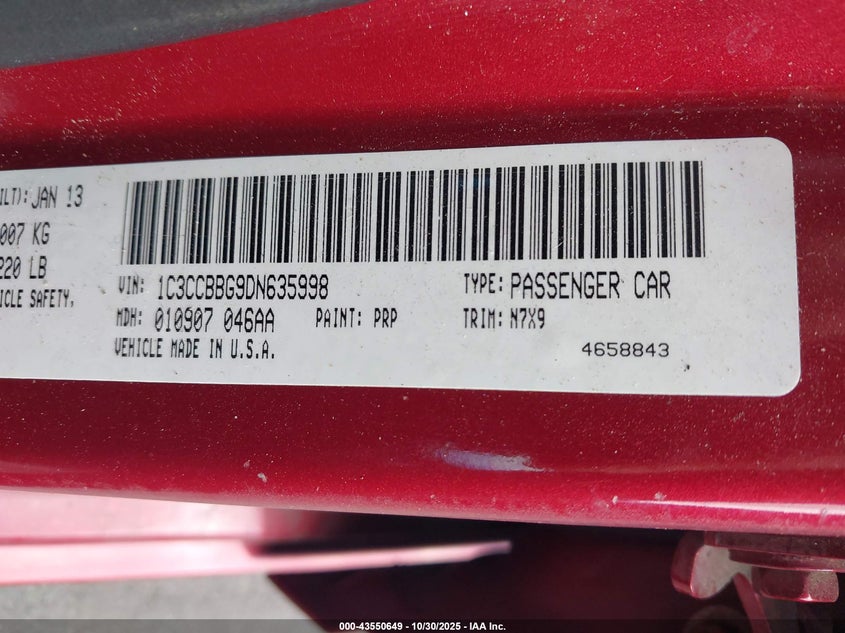 ILT): JAN 13
007 KG
220 LB
ICLE SAFETY,
VIN: 1C3CCBBG9DN635998 TYPE: PASSENGER CAR
MDH: 010907 046AA PAINT: PRP TRIM: N7X9
VEHICLE MADE IN U.S.A. 4658843
000-43550649 - 10/30/2025 - IAA Inc.